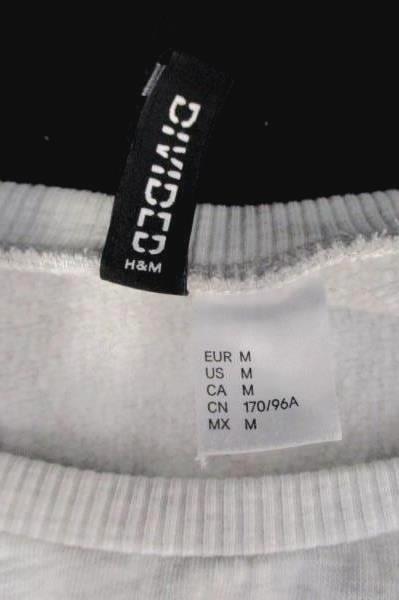 DIVIDED
H&M
EUR M
US M
CA M
CN 170/96A
MX M